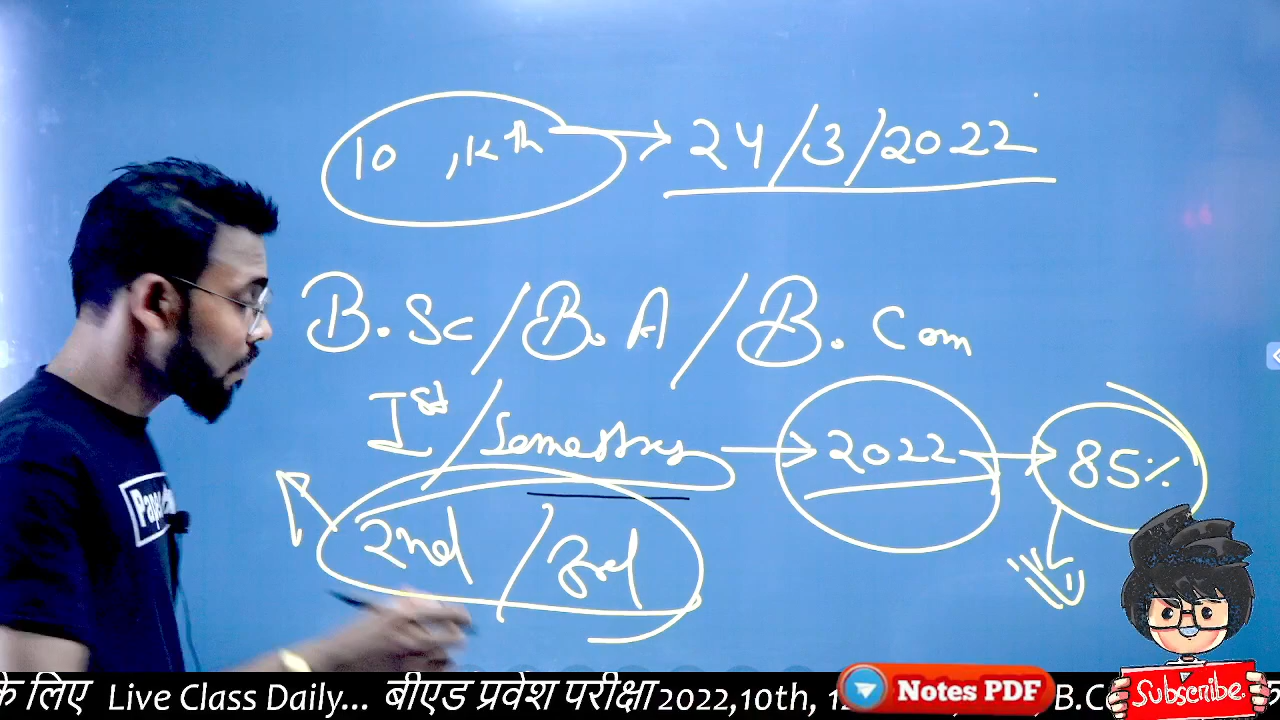 10 , 12th → 24/3/2022
B.Sc/B.A/B.Com
Ist/Semesters → 2022 → 85%
2nd/3rd
के लिए Live Class Daily... बीएड प्रवेश परीक्षा 2022,10th,
Notes PDF
Subscribe